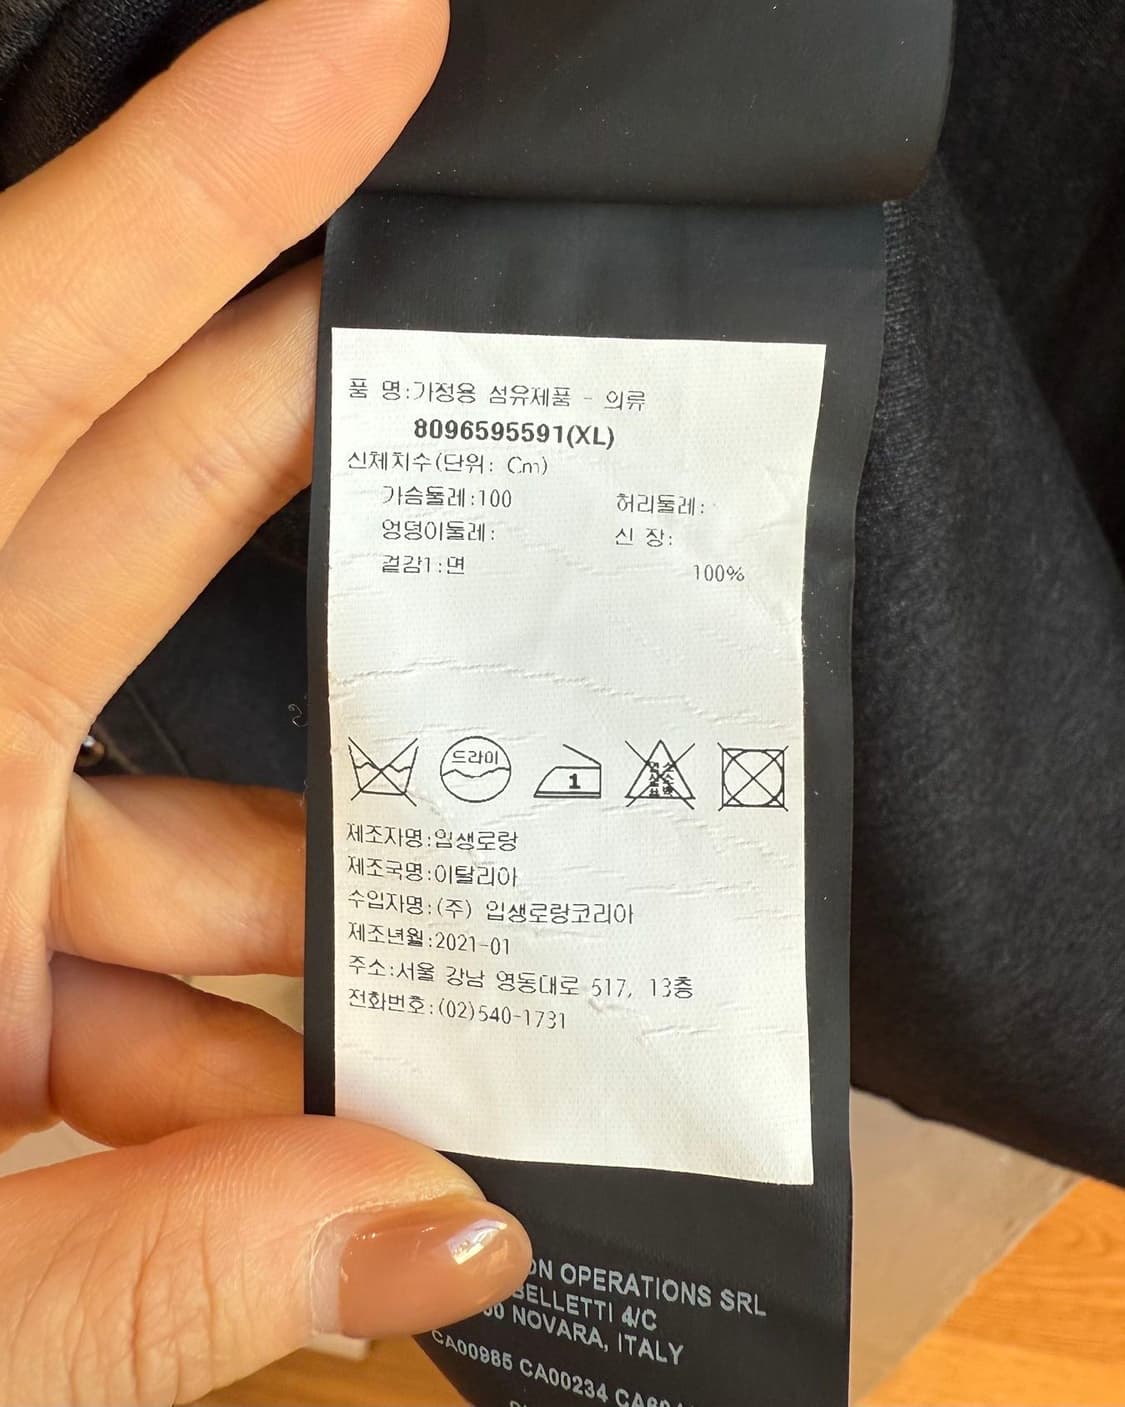 품 명:가정용 섬유제품 - 의류
8096595591(XL)
신체치수(단위: Cm)
가슴둘레:100 허리둘레:
엉덩이둘레: 신 장:
겉감1:면 100%
드라이
1
제조자명:입생로랑
제조국명:이탈리아
수입자명:(주) 입생로랑코리아
제조년월:2021-01
주소:서울 강남 영동대로 517, 13층
전화번호:(02)540-1731
OPERATIONS SRL
BELLETTI 4/C
NOVARA, ITALY
CA00985 CA00234